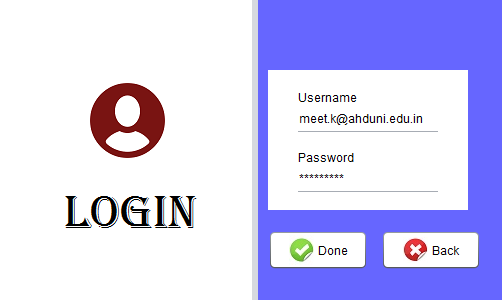 LOGIN
Username
meet.k@ahduni.edu.in
Password
*********
Done
Back